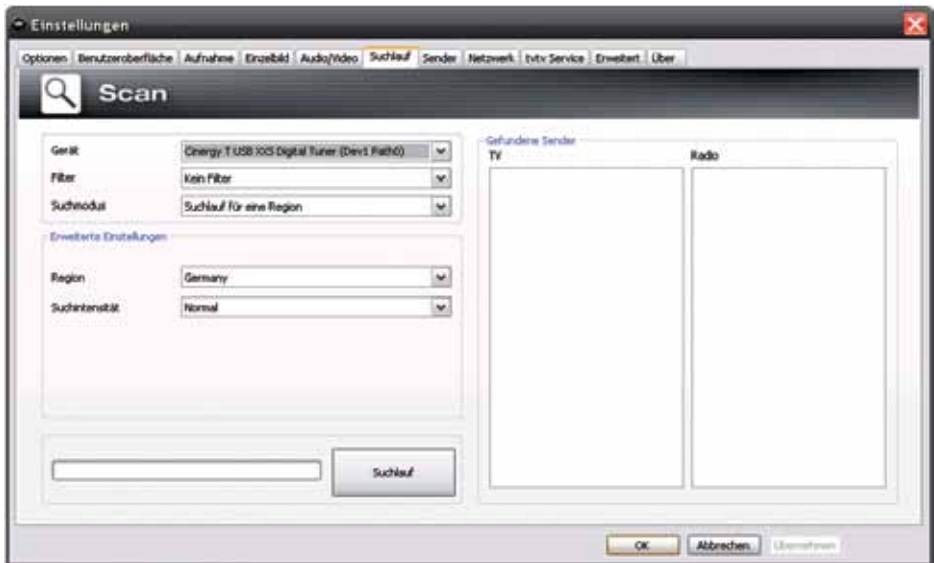 Einstellungen
Optionen Benutzeroberfläche Aufnahme Einzelbild Audio/Video Suchlauf Sender Netzwerk tvtv Service Erweitert Über
Scan
Gerät Cinergy T USB XXS Digital Tuner (Dev1 Path0)
Filter Kein Filter
Suchmodus Suchlauf für eine Region
Erweiterte Einstellungen
Region Germany
Suchintensität Normal
Suchlauf
Gefundene Sender
TV Radio
OK Abbrechen Übernehmen